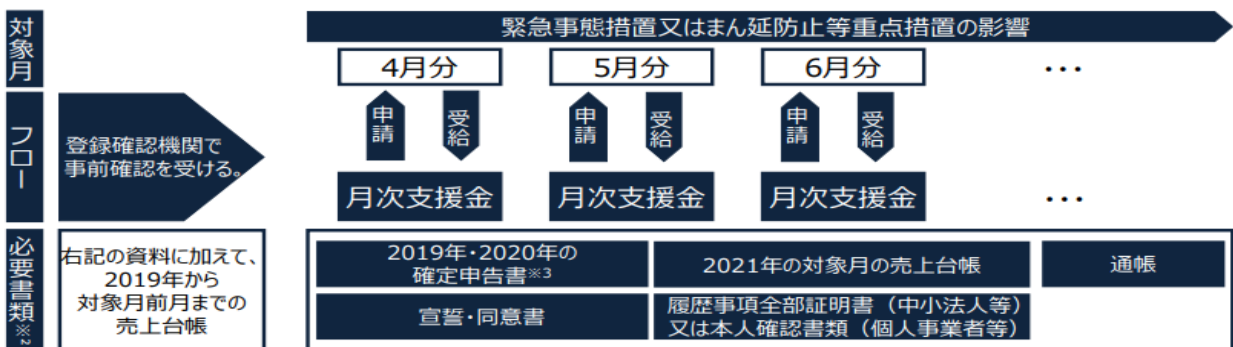 対象月
緊急事態措置又はまん延防止等重点措置の影響
4月分
5月分
6月分
･･･
フロー
登録確認機関で
事前確認を受ける。
申請
受給
申請
受給
申請
受給
月次支援金
月次支援金
月次支援金
･･･
必要書類※2
右記の資料に加えて、
2019年から
対象月前月までの
売上台帳
2019年・2020年の
確定申告書※3
2021年の対象月の売上台帳
通帳
宣誓・同意書
履歴事項全部証明書（中小法人等）
又は本人確認書類（個人事業者等）